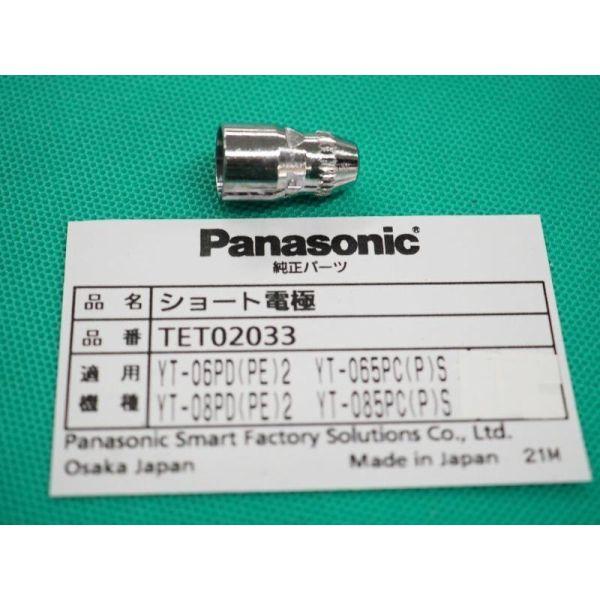 Panasonic®
純正パーツ
品名 ショート電極
品番 TET02033
適用 YT-06PD(PE)2 YT-065PC(P)S
機種 YT-08PD(PE)2 YT-085PC(P)S
Panasonic Smart Factory Solutions Co., Ltd.
Osaka Japan Made in Japan 21M